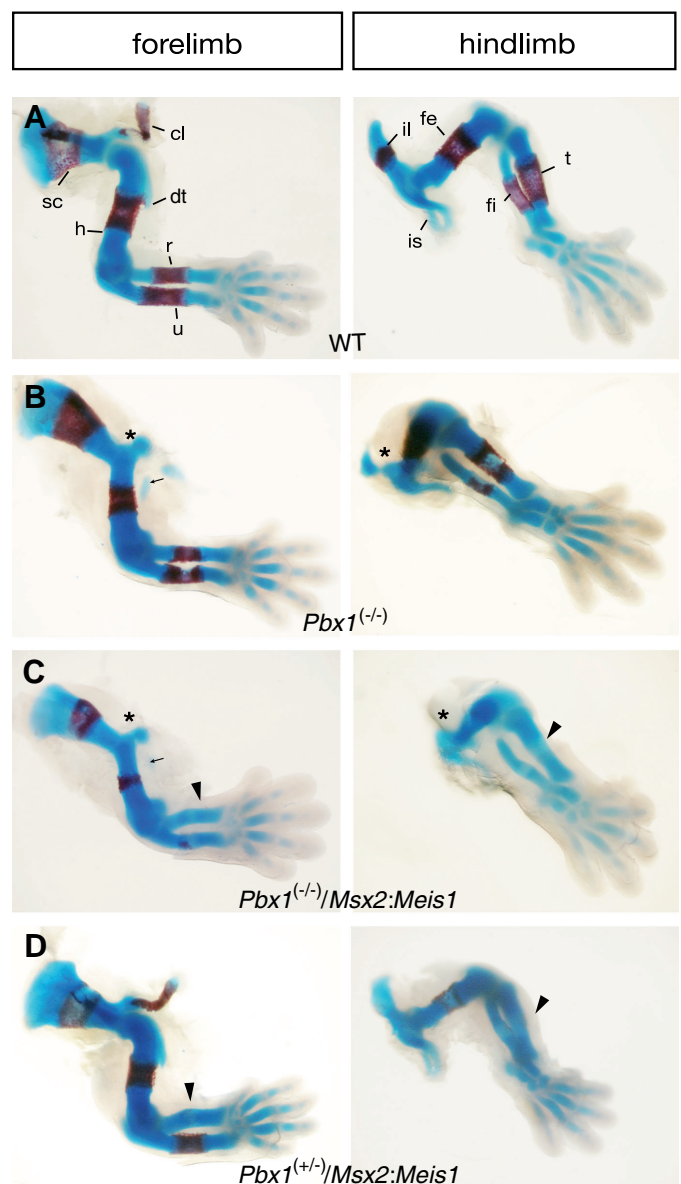 forelimb
hindlimb
A
cl
sc
dt
h
r
u
il
fe
t
fi
is
WT
B
*
*
Pbx1(-/-)
C
*
*
Pbx1(-/-)/Msx2:Meis1
D
Pbx1(+/-)/Msx2:Meis1